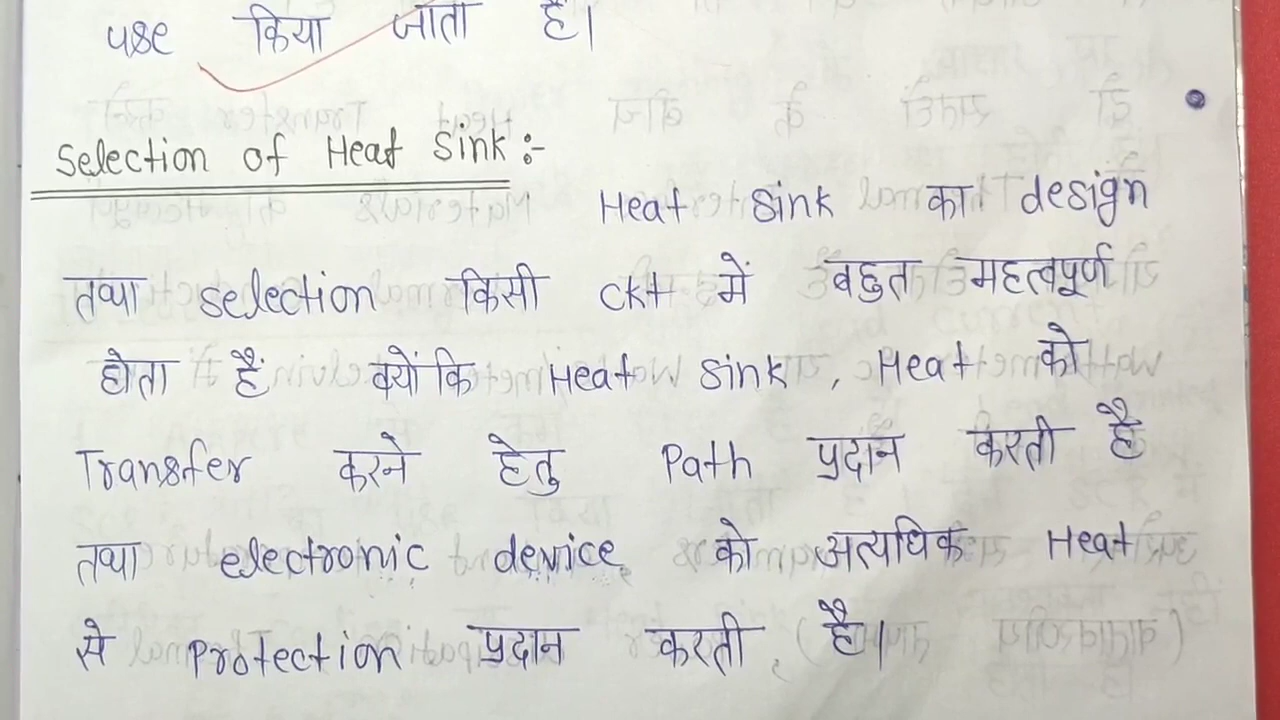 use किया जाता है।
Selection of Heat Sink :-
Heat sink का design
तथा selection किसी ckt में बहुत महत्वपूर्ण
होता हैं क्योंकि Heat sink, Heat को
Transfer करने हेतु Path प्रदान करती है
तथा electronic device को अत्यधिक Heat
से Protection प्रदान करती है।